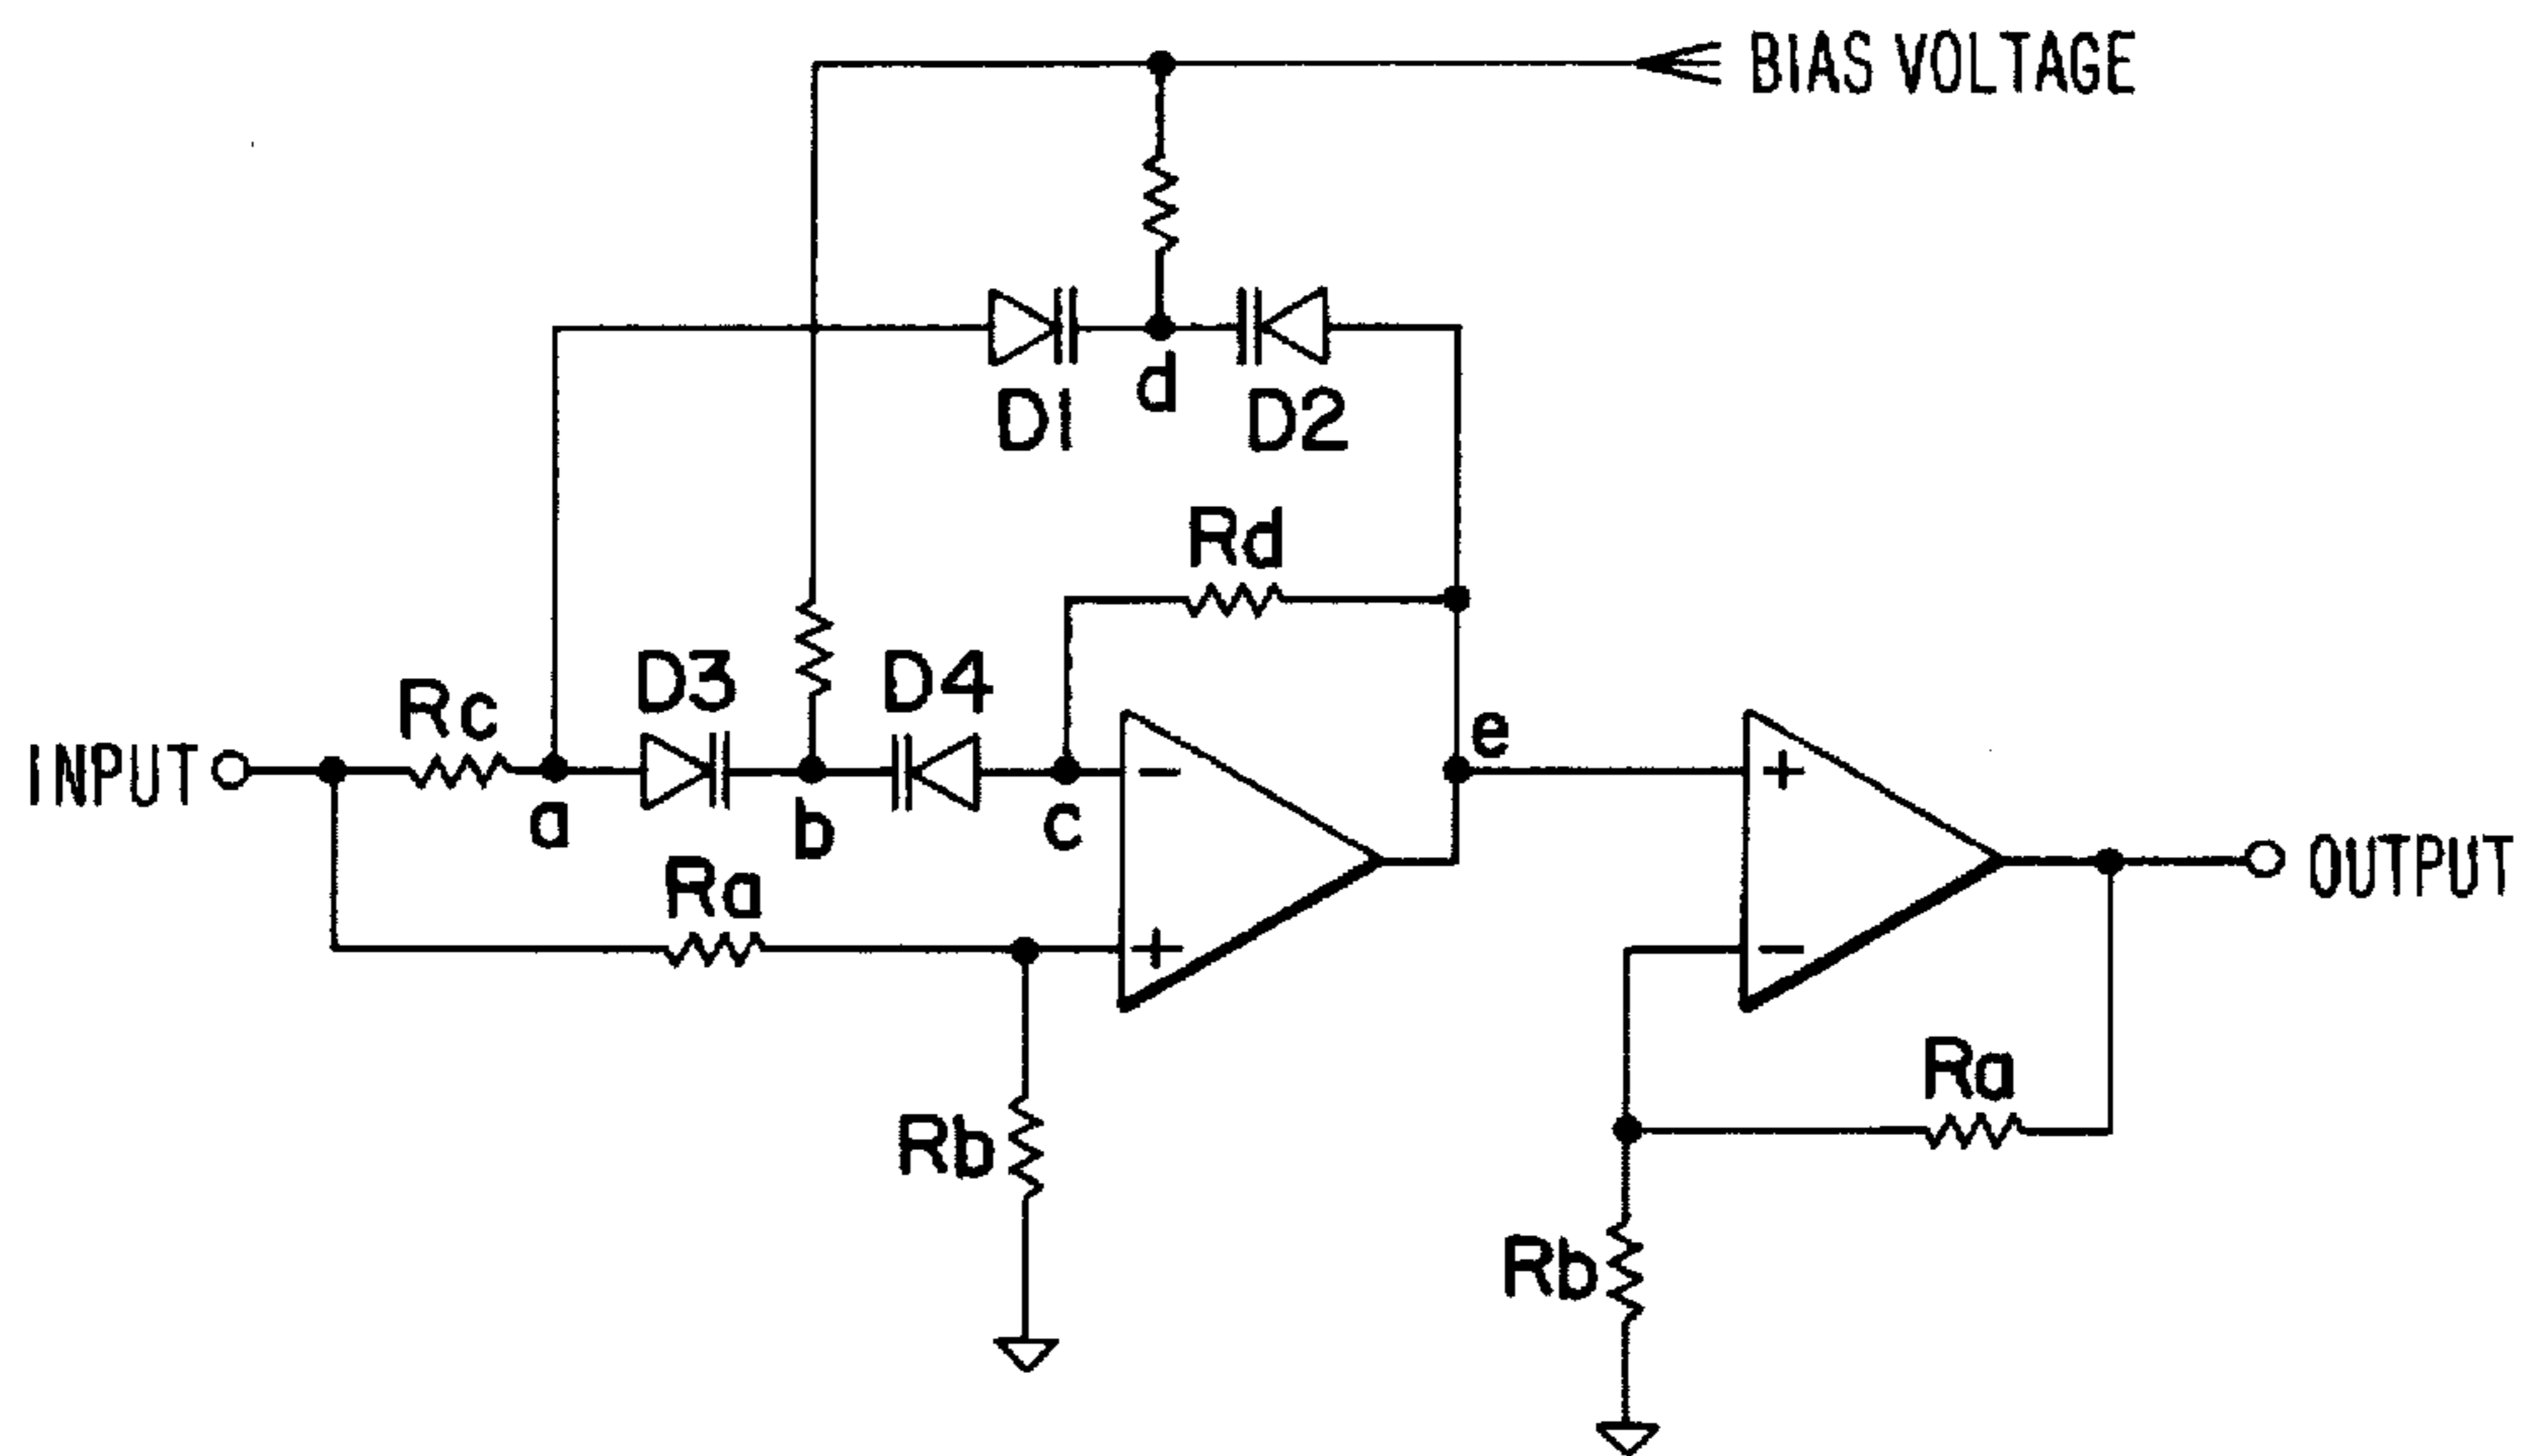 BIAS VOLTAGE
d
D1
D2
Rd
D3
D4
Rc
e
INPUT
a
b
c
Ra
−
+
+
−
OUTPUT
Rb
Ra
Rb